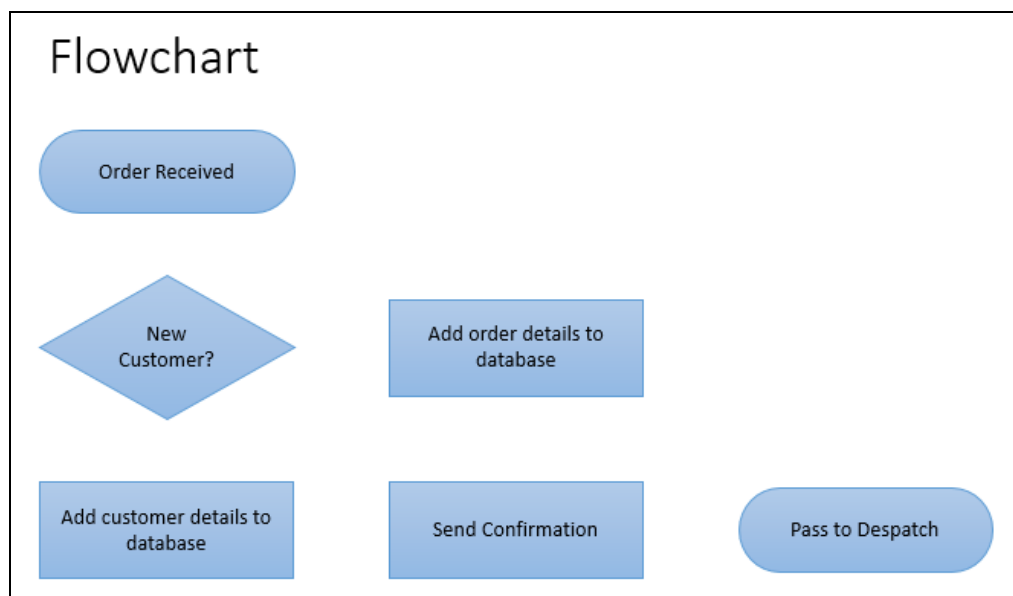 Flowchart
Order Received
New
Customer?
Add order details to
database
Add customer details to
database
Send Confirmation
Pass to Despatch